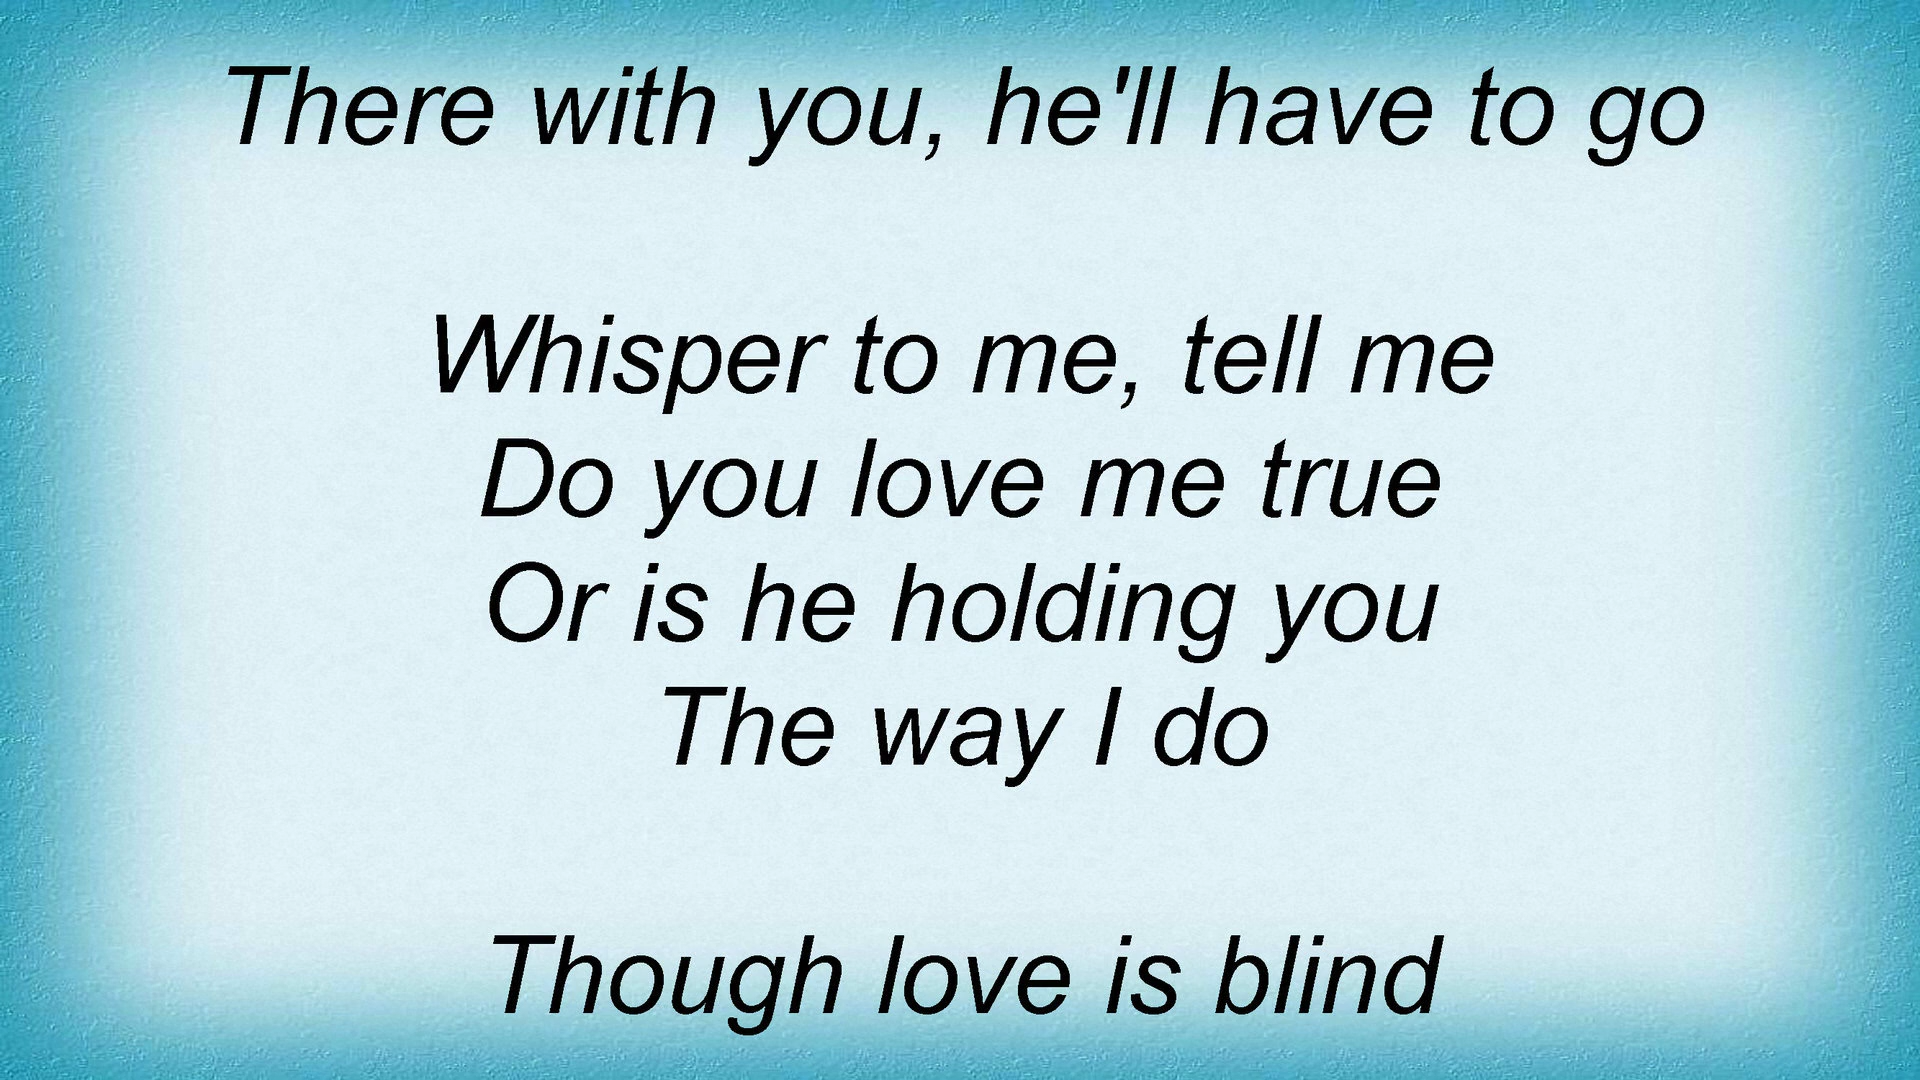 There with you, he'll have to go
Whisper to me, tell me
Do you love me true
Or is he holding you
The way I do
Though love is blind